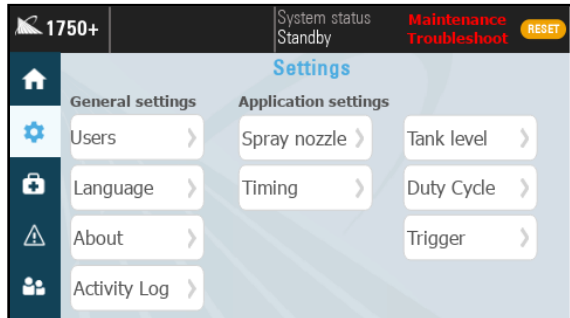 1750+
System status
Standby
Maintenance
Troubleshoot
RESET
Settings
General settings
Users
Language
About
Activity Log
Application settings
Spray nozzle
Timing
Tank level
Duty Cycle
Trigger